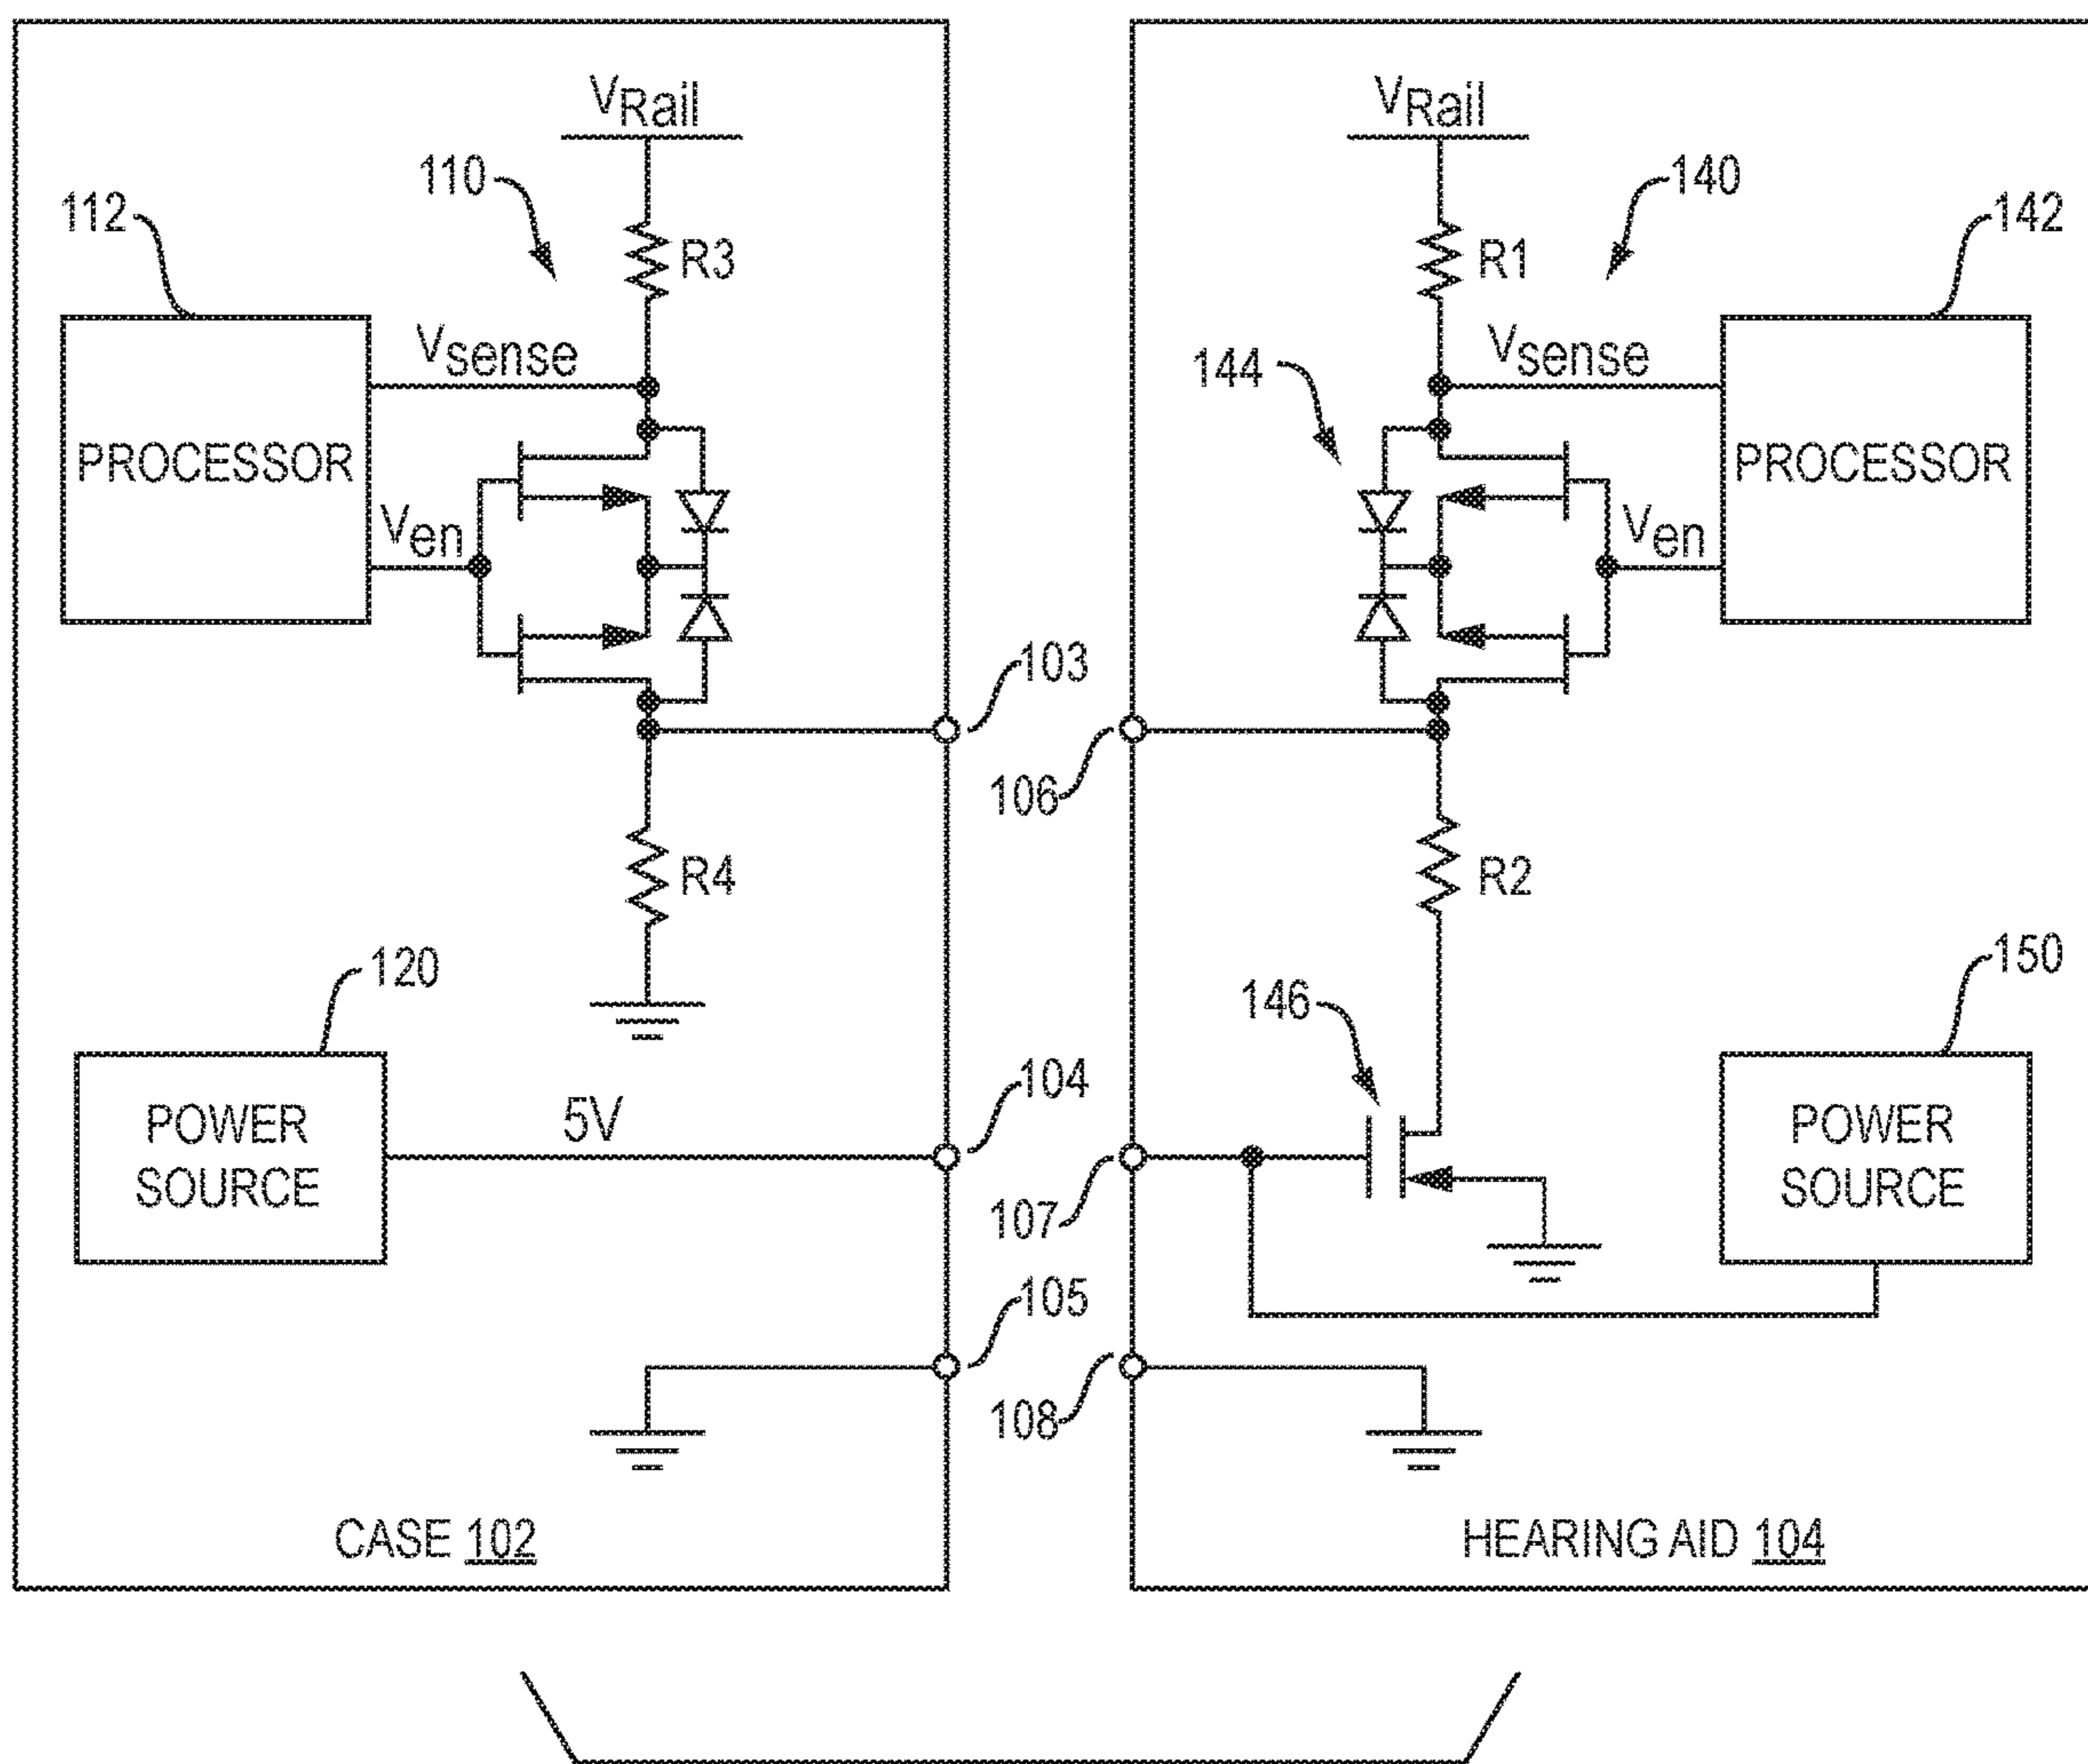 VRail
110
112
R3
Vsense
PROCESSOR
Ven
103
R4
120
POWER
SOURCE
5V
104
105
CASE 102
VRail
140
142
R1
Vsense
144
PROCESSOR
Ven
106
R2
146
150
POWER
SOURCE
107
108
HEARING AID 104